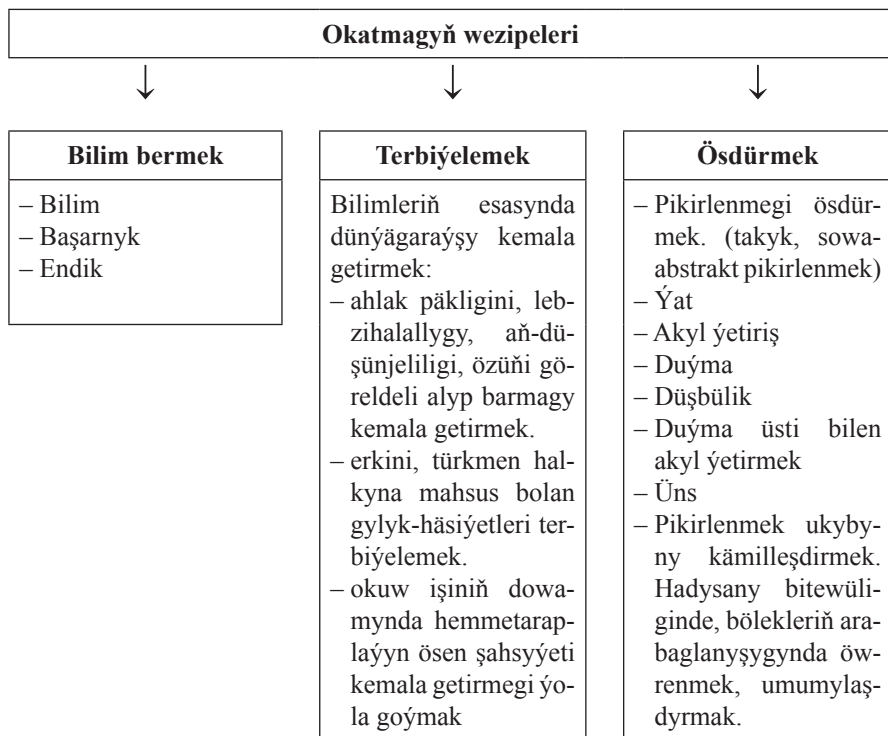 Okatmagyň wezipeleri
Bilim bermek
– Bilim
– Başarnyk
– Endik
Terbiýelemek
Bilimleriň esasynda
dünýägaraýşy kemala
getirmek:
– ahlak päkligini, leb-
zihalallygy, aň-dü-
şünjeliligi, özüňi gö-
reldeli alyp barmagy
kemala getirmek.
– erkini, türkmen hal-
kyna mahsus bolan
gylyk-häsiýetleri ter-
biýelemek.
– okuw işiniň dowa-
mynda hemmetarap-
laýyn ösen şahsyýeti
kemala getirmegi ýo-
la goýmak
Ösdürmek
– Pikirlenmegi ösdür-
mek. (takyk, sowa-
abstrakt pikirlenmek)
– Ýat
– Akyl ýetiriş
– Duýma
– Düşbülik
– Duýma üsti bilen
akyl ýetirmek
– Üns
– Pikirlenmek ukyby-
ny kämilleşdirmek.
Hadysany bitewüli-
ginde, bölekleriň ara-
baglanyşygynda öw-
renmek, umumylaş-
dyrmak.